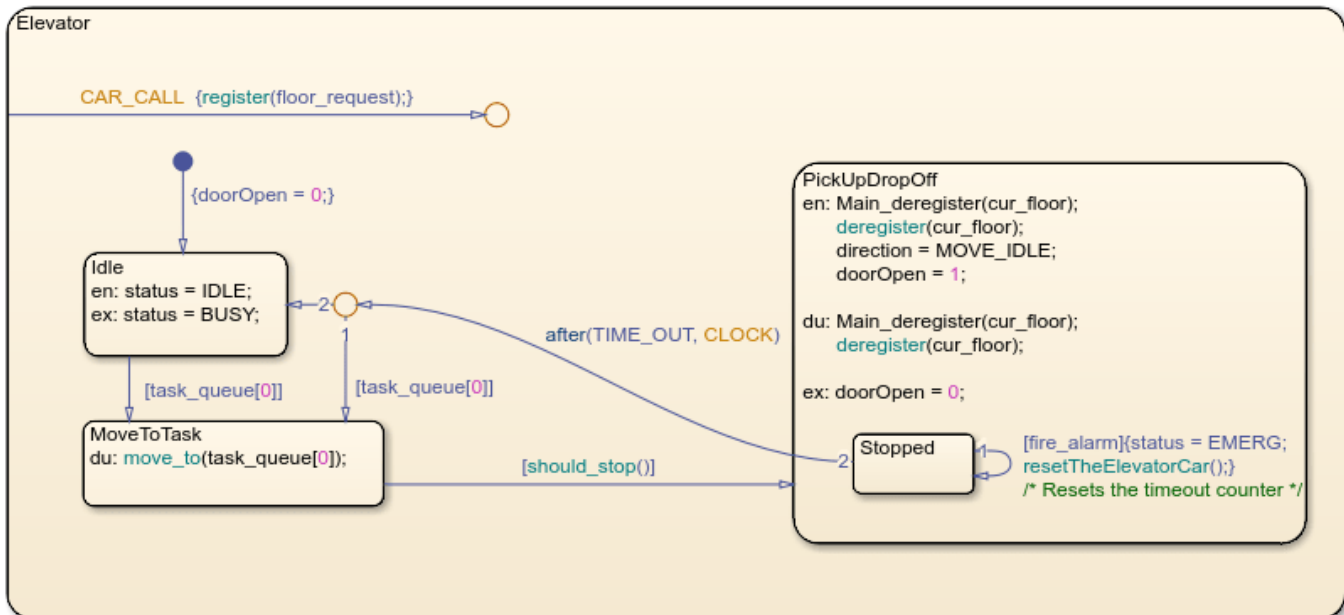 Elevator
CAR_CALL {register(floor_request);}
{doorOpen = 0;}
Idle
en: status = IDLE;
ex: status = BUSY;
2
1
[task_queue[0]]
[task_queue[0]]
MoveToTask
du: move_to(task_queue[0]);
after(TIME_OUT, CLOCK)
[should_stop()]
PickUpDropOff
en: Main_deregister(cur_floor);
deregister(cur_floor);
direction = MOVE_IDLE;
doorOpen = 1;
du: Main_deregister(cur_floor);
deregister(cur_floor);
ex: doorOpen = 0;
2
Stopped
1
[fire_alarm]{status = EMERG;
resetTheElevatorCar();}
/* Resets the timeout counter */